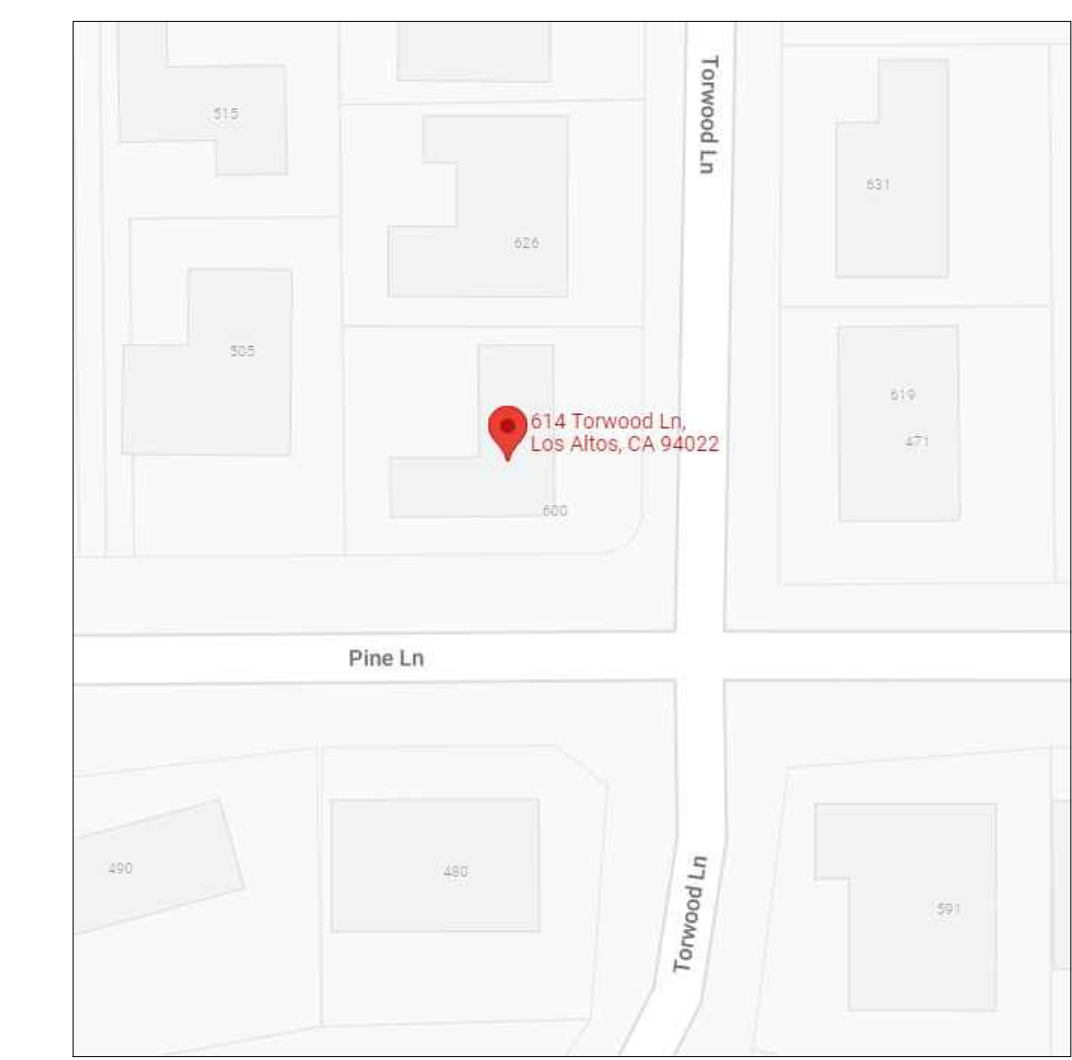 Torwood Ln
515
631
626
505
619
614 Torwood Ln,
Los Altos, CA 94022
471
600
Pine Ln
490
480
Torwood Ln
591